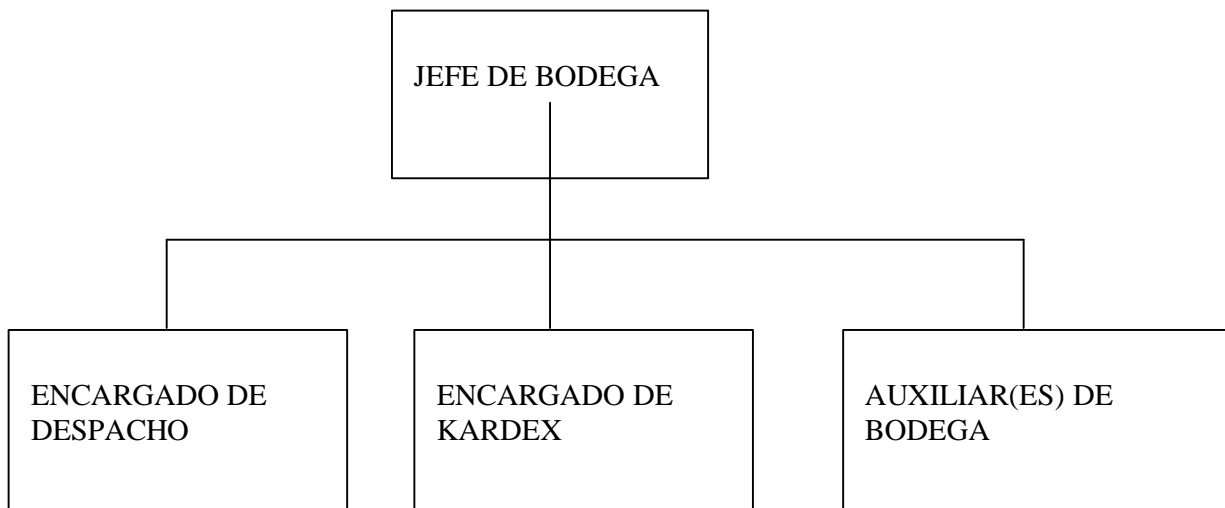 JEFE DE BODEGA
ENCARGADO DE
DESPACHO
ENCARGADO DE
KARDEX
AUXILIAR(ES) DE
BODEGA